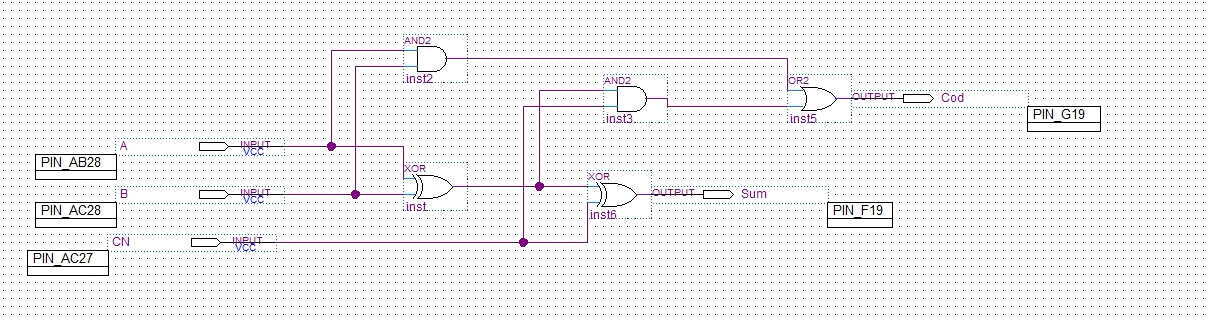 AND2
inst2
AND2
inst3
OR2
inst5
OUTPUT
Cod
PIN_G19
A
INPUT
VCC
PIN_AB28
B
INPUT
VCC
PIN_AC28
XOR
inst
XOR
inst6
OUTPUT
Sum
PIN_F19
CN
INPUT
VCC
PIN_AC27